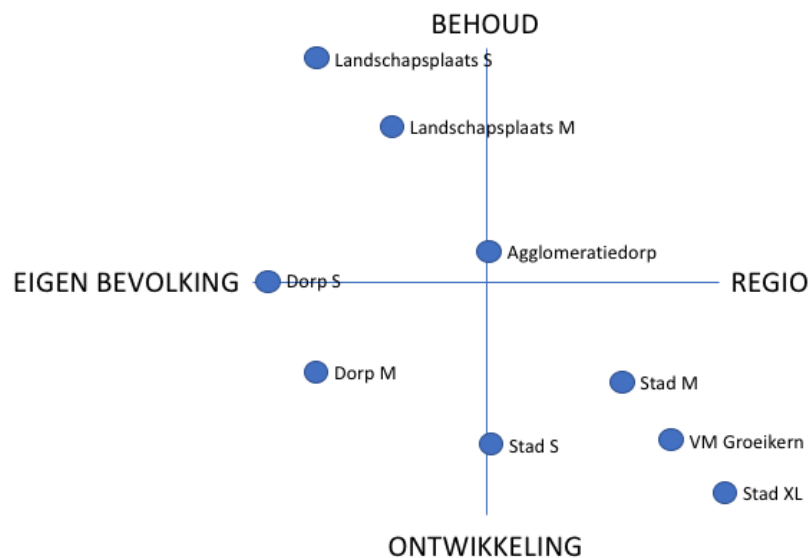 BEHOUD
Landschapsplaats S
Landschapsplaats M
Agglomeratiedorp
EIGEN BEVOLKING
Dorp S
REGIO
Dorp M
Stad M
Stad S
VM Groeikern
Stad XL
ONTWIKKELING